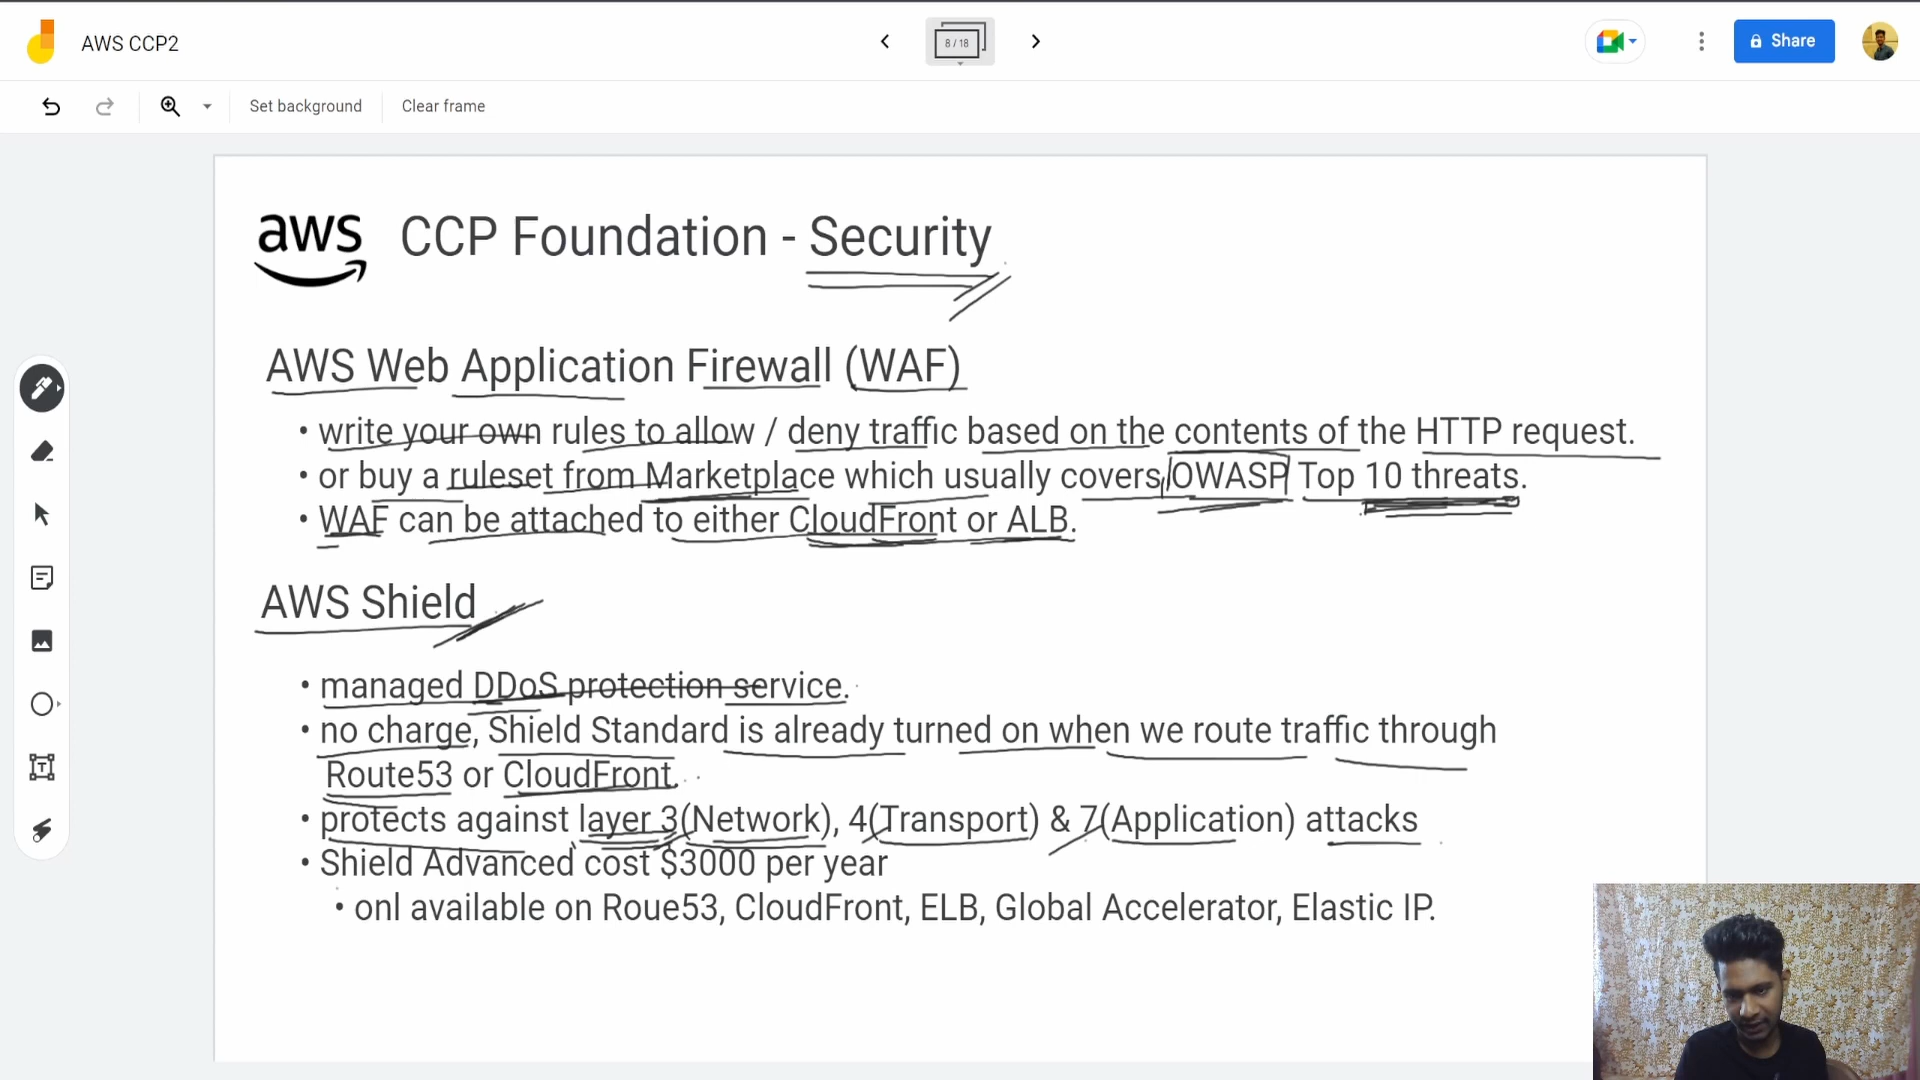 AWS CCP2
8 / 18
Share
Set background
Clear frame
aws CCP Foundation - Security
AWS Web Application Firewall (WAF)
• write your own rules to allow / deny traffic based on the contents of the HTTP request.
• or buy a ruleset from Marketplace which usually covers OWASP Top 10 threats.
• WAF can be attached to either CloudFront or ALB.
AWS Shield
• managed DDoS protection service.
• no charge, Shield Standard is already turned on when we route traffic through
Route53 or CloudFront.
• protects against layer 3(Network), 4(Transport) & 7(Application) attacks
• Shield Advanced cost $3000 per year
• onl available on Roue53, CloudFront, ELB, Global Accelerator, Elastic IP.